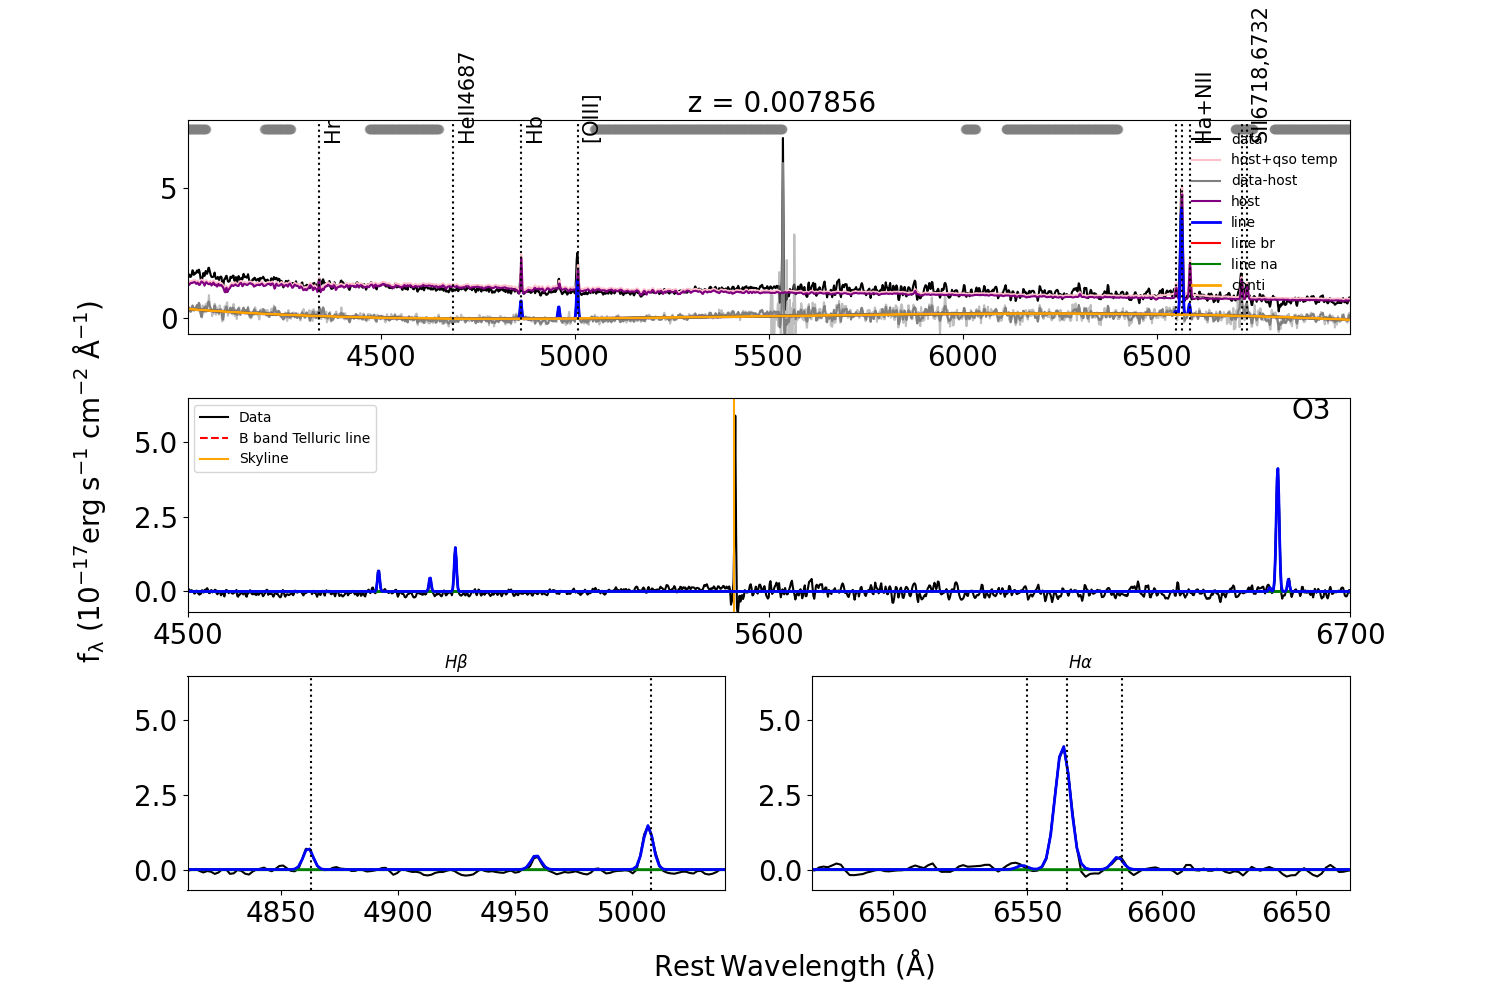 z = 0.007856
Hr
HeII4687
Hb
[OIII]
Ha+NII
SII6718,6732
data
host+qso temp
data-host
host
line
line br
line na
conti
5
0
4500 5000 5500 6000 6500
fλ (10⁻¹⁷erg s⁻¹ cm⁻² Å⁻¹)
Data
B band Telluric line
Skyline
O3
5.0
2.5
0.0
4500 5600 6700
Hβ
5.0
2.5
0.0
4850 4900 4950 5000
Hα
5.0
2.5
0.0
6500 6550 6600 6650
Rest Wavelength (Å)